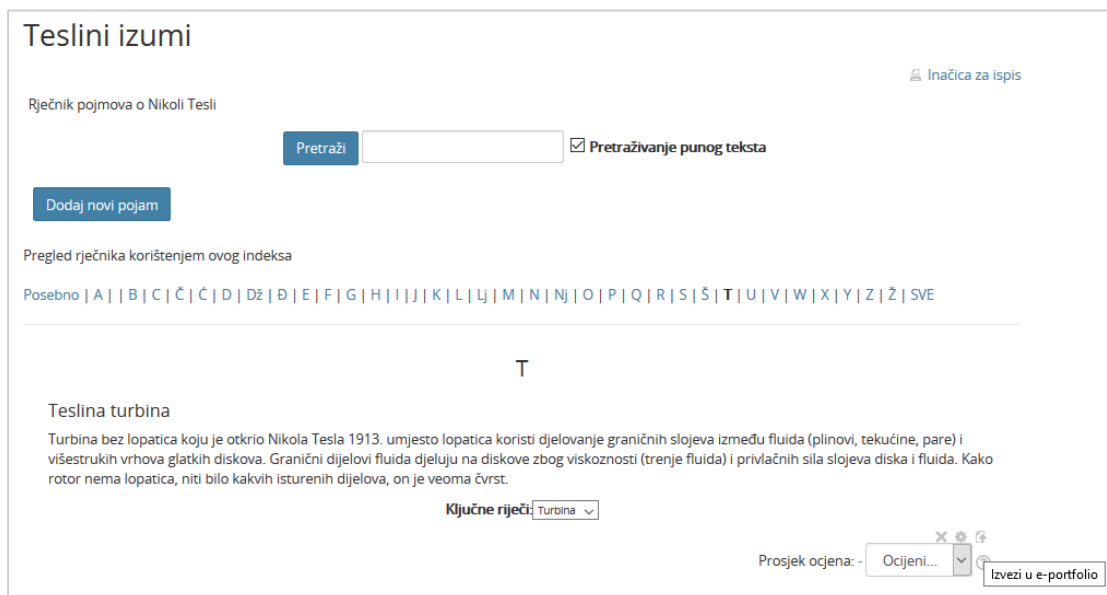 Teslini izumi
Inačica za ispis
Rječnik pojmova o Nikoli Tesli
Pretraži
Pretraživanje punog teksta
Dodaj novi pojam
Pregled rječnika korištenjem ovog indeksa
Posebno | A | | B | C | Č | Ć | D | Dž | Đ | E | F | G | H | I | J | K | L | Lj | M | N | Nj | O | P | Q | R | S | Š | T | U | V | W | X | Y | Z | Ž | SVE
T
Teslina turbina
Turbina bez lopatica koju je otkrio Nikola Tesla 1913. umjesto lopatica koristi djelovanje graničnih slojeva između fluida (plinovi, tekućine, pare) i
višestrukih vrhova glatkih diskova. Granični dijelovi fluida djeluju na diskove zbog viskoznosti (trenje fluida) i privlačnih sila slojeva diska i fluida. Kako
rotor nema lopatica, niti bilo kakvih isturenih dijelova, on je veoma čvrst.
Ključne riječi: Turbina
Prosjek ocjena: - Ocijeni...
Izvezi u e-portfolio